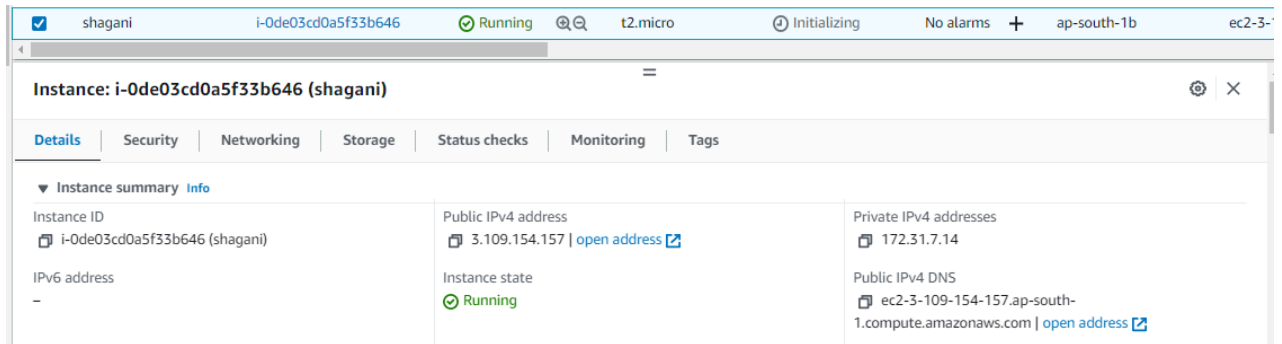 shagani i-0de03cd0a5f33b646 Running t2.micro Initializing No alarms + ap-south-1b ec2-3-1
Instance: i-0de03cd0a5f33b646 (shagani)
Details Security Networking Storage Status checks Monitoring Tags
Instance summary Info
Instance ID Public IPv4 address Private IPv4 addresses
i-0de03cd0a5f33b646 (shagani) 3.109.154.157 | open address 172.31.7.14
IPv6 address Instance state Public IPv4 DNS
– Running ec2-3-109-154-157.ap-south-
1.compute.amazonaws.com | open address